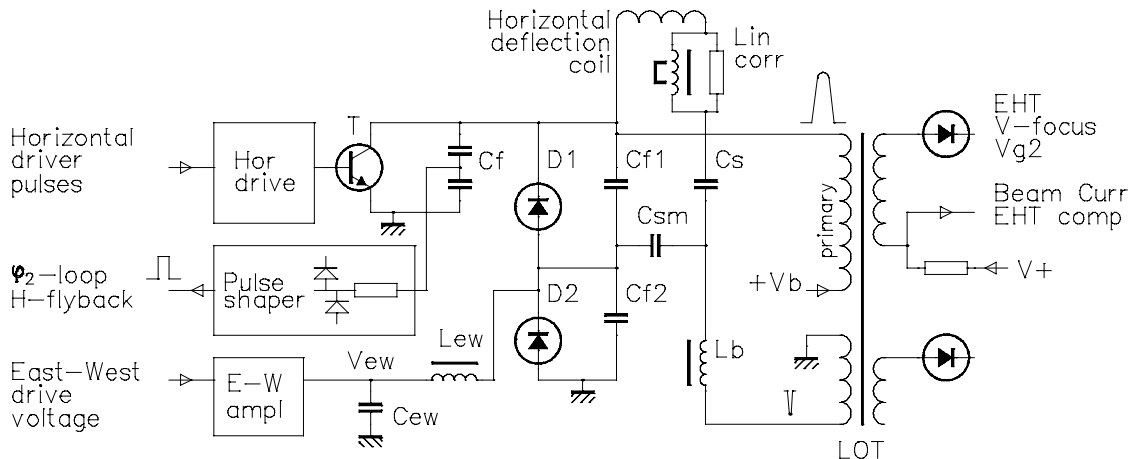 Horizontal
deflection
coil
Lin
corr
Horizontal
driver
pulses
Hor
drive
T
Cf
D1
Cf1
Cs
EHT
V-focus
Vg2
Csm
primary
Beam Curr
EHT comp
φ2-loop
H-flyback
Pulse
shaper
+Vb
V+
D2
Cf2
Lew
Lb
East-West
drive
voltage
E-W
ampl
Vew
Cew
LOT